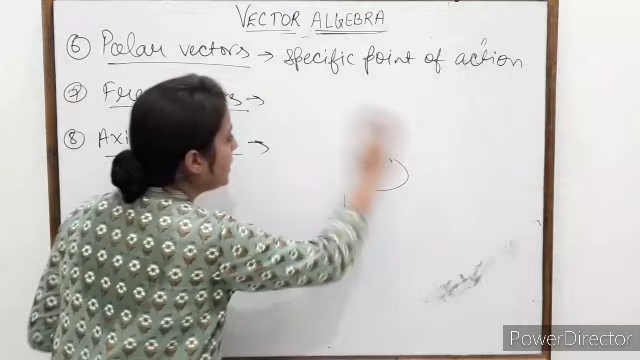 VECTOR ALGEBRA
⑥ Polar vectors → specific point of action
⑦ →
⑧ →
PowerDirector